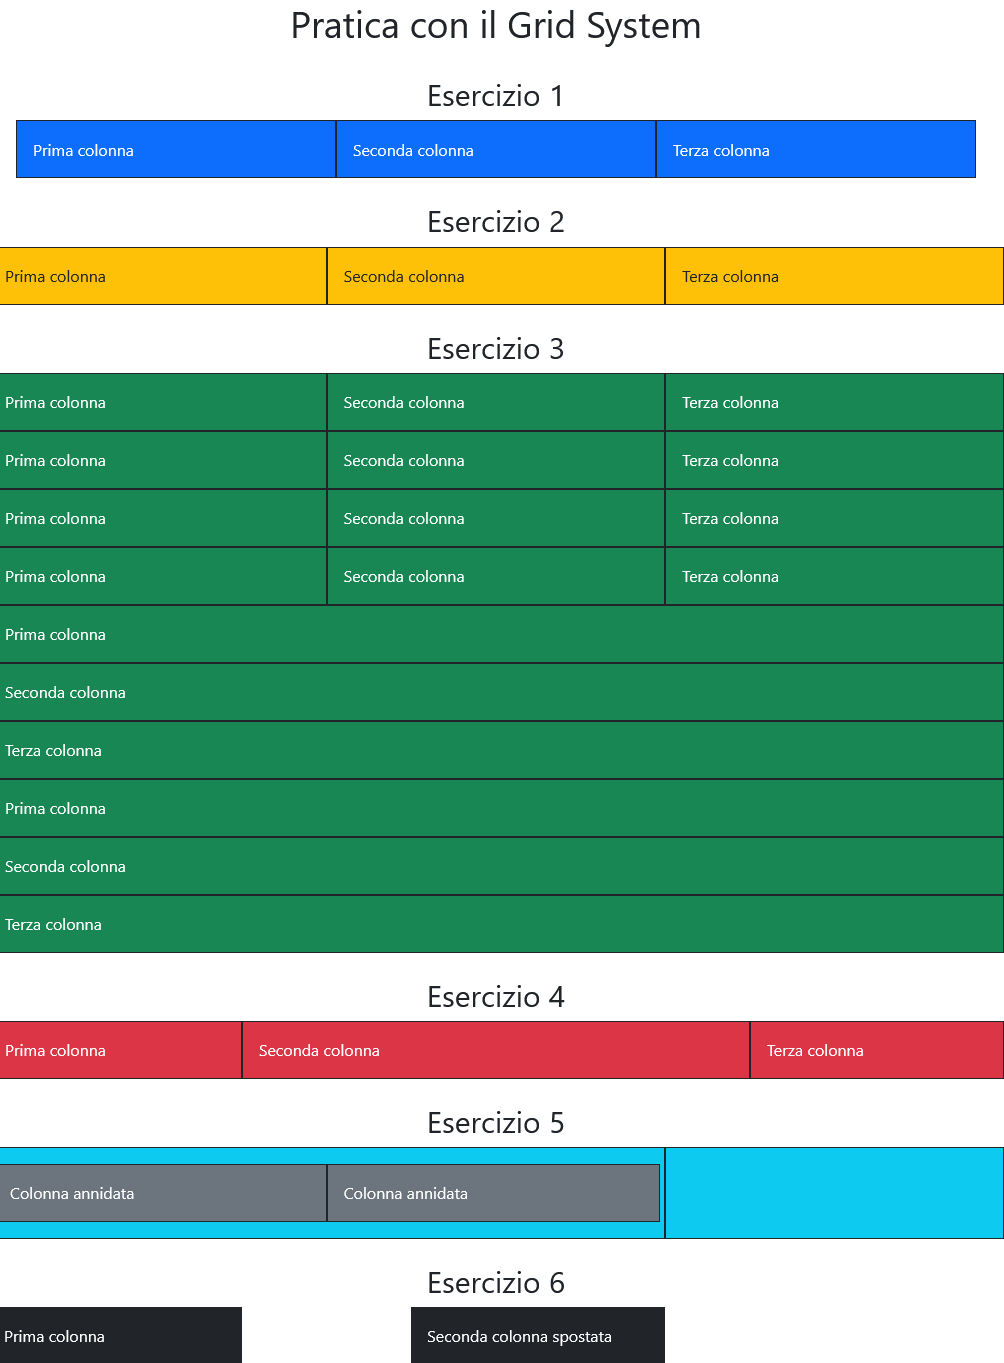 Pratica con il Grid System
Esercizio 1
Prima colonna Seconda colonna Terza colonna
Esercizio 2
Prima colonna Seconda colonna Terza colonna
Esercizio 3
Prima colonna Seconda colonna Terza colonna
Prima colonna Seconda colonna Terza colonna
Prima colonna Seconda colonna Terza colonna
Prima colonna Seconda colonna Terza colonna
Prima colonna
Seconda colonna
Terza colonna
Prima colonna
Seconda colonna
Terza colonna
Esercizio 4
Prima colonna Seconda colonna Terza colonna
Esercizio 5
Colonna annidata Colonna annidata
Esercizio 6
Prima colonna Seconda colonna spostata